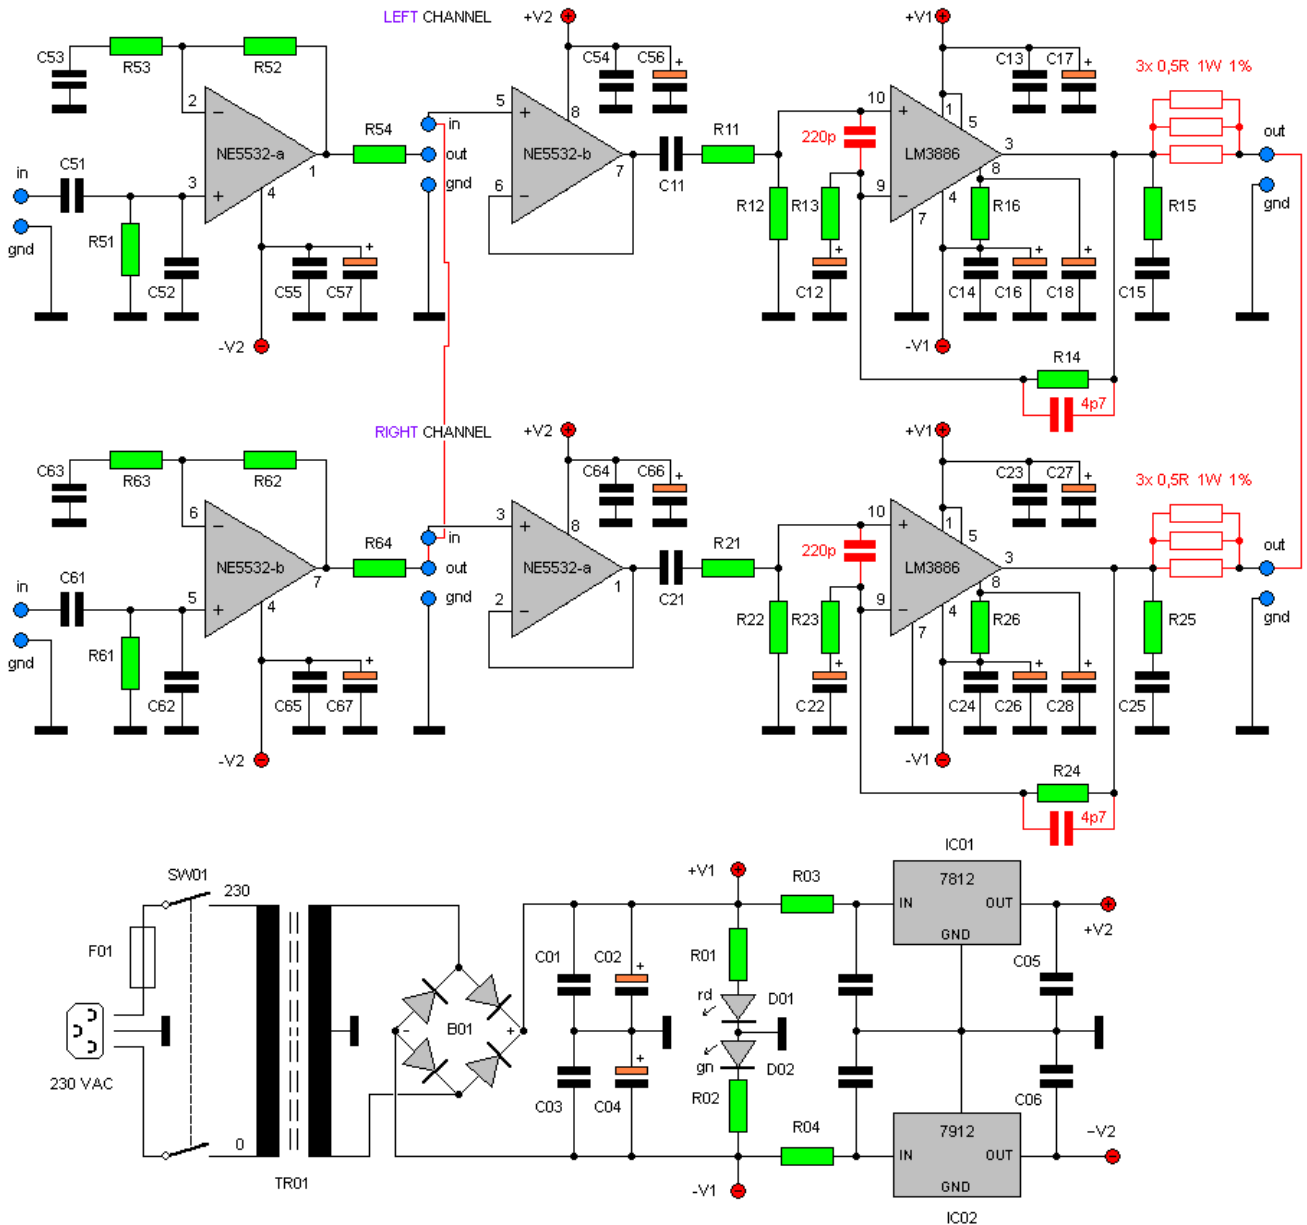 LEFT CHANNEL
+V2
+V1
C53
R53
R52
C54
C56
+
C13
C17
+
3x 0,5R 1W 1%
2
−
NE5532-a
3
+
1
4
R54
in
out
gnd
5
+
8
NE5532-b
6
−
7
C11
R11
220p
10
+
1
5
LM3886
3
9
−
8
4
7
out
gnd
in
C51
gnd
R51
C52
C55
C57
+
R12
R13
+
C12
R16
C14
+
C16
+
C18
R15
C15
-V2
-V1
R14
4p7
RIGHT CHANNEL
+V2
+V1
C63
R63
R62
C64
C66
+
C23
C27
+
3x 0,5R 1W 1%
6
−
NE5532-b
5
+
7
4
R64
in
out
gnd
3
+
8
NE5532-a
2
−
1
C21
R21
220p
10
+
1
5
LM3886
3
9
−
8
4
7
out
gnd
in
C61
gnd
R61
C62
C65
C67
+
R22
R23
+
C22
R26
C24
+
C26
+
C28
R25
C25
-V2
-V1
R24
4p7
SW01
230
F01
230 VAC
0
TR01
-
B01
+
C01
C02
+
C03
C04
+
+V1
R01
rd
D01
gn
D02
R02
-V1
R03
R04
IC01
7812
IN
OUT
GND
C05
+V2
C06
7912
IN
OUT
GND
IC02
−V2